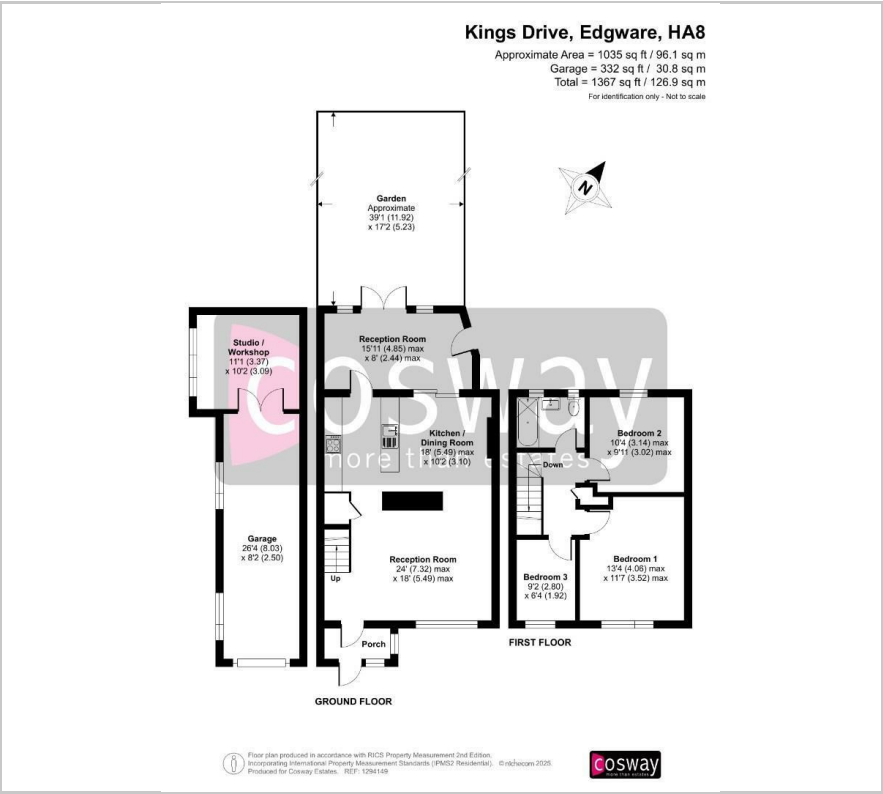 Kings Drive, Edgware, HA8
Approximate Area = 1035 sq ft / 96.1 sq m
Garage = 332 sq ft / 30.8 sq m
Total = 1367 sq ft / 126.9 sq m
For identification only - Not to scale
N
Garden
Approximate
39'1 (11.92)
x 17'2 (5.23)
Studio /
Workshop
11'1 (3.37)
x 10'2 (3.09)
Reception Room
15'11 (4.85) max
x 8' (2.44) max
cosway
more than estates
Kitchen /
Dining Room
18' (5.49) max
x 10'2 (3.10)
Bedroom 2
10'4 (3.14) max
x 9'11 (3.02) max
Down
Garage
26'4 (8.03)
x 8'2 (2.50)
Reception Room
24' (7.32) max
x 18' (5.49) max
Up
Bedroom 1
13'4 (4.06) max
x 11'7 (3.52) max
Bedroom 3
9'2 (2.80)
x 6'4 (1.92)
Porch
FIRST FLOOR
GROUND FLOOR
Floor plan produced in accordance with RICS Property Measurement 2nd Edition,
Incorporating International Property Measurement Standards (IPMS2 Residential). © nichecom 2025.
Produced for Cosway Estates. REF: 1294149
cosway
more than estates